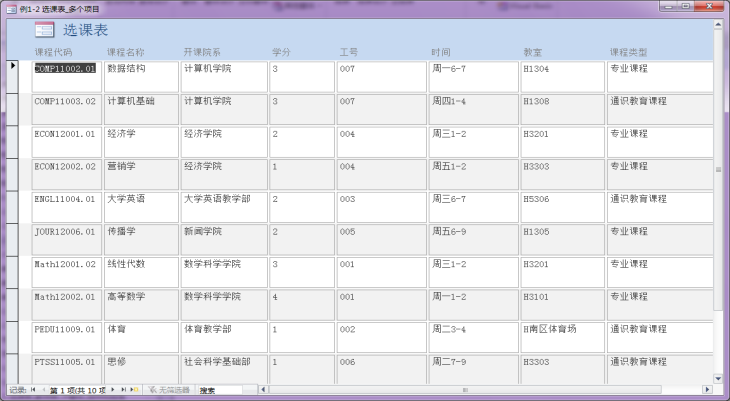 例1-2 选课表_多个项目
选课表
课程代码 课程名称 开课院系 学分 工号 时间 教室 课程类型
COMP11002.01 数据结构 计算机学院 3 007 周一6-7 H1304 专业课程
COMP11003.02 计算机基础 计算机学院 3 007 周四1-4 H1308 通识教育课程
ECON12001.01 经济学 经济学院 2 004 周三1-2 H3201 专业课程
ECON12002.02 营销学 经济学院 1 004 周五1-2 H3303 专业课程
ENGL11004.01 大学英语 大学英语教学部 2 003 周三6-7 H5306 通识教育课程
JOUR12006.01 传播学 新闻学院 2 005 周五6-9 H1305 专业课程
Math12001.02 线性代数 数学科学学院 3 001 周三1-2 H3201 专业课程
Math12002.01 高等数学 数学科学学院 4 001 周一1-2 H3101 专业课程
PEDU11009.01 体育 体育教学部 1 002 周二3-4 H南区体育场 通识教育课程
PTSS11005.01 思修 社会科学基础部 1 006 周二7-9 H3303 通识教育课程
记录: 第 1 项(共 10 项 无筛选器 搜索